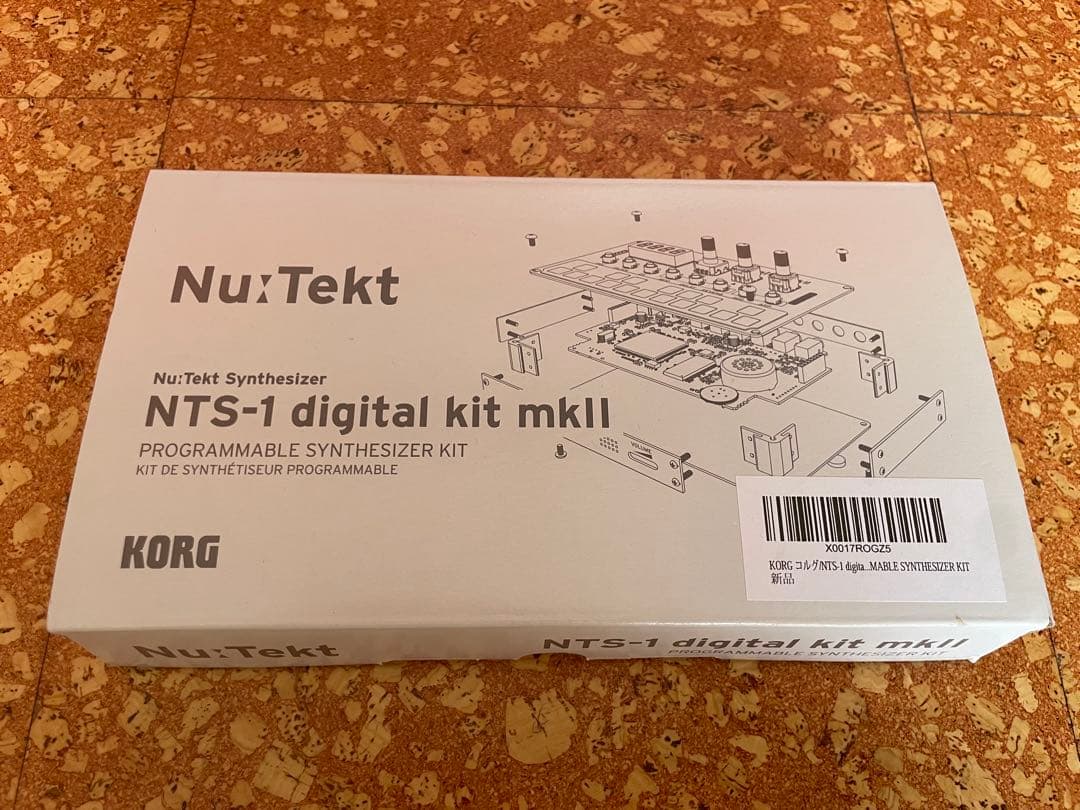 Nu:Tekt
Nu:Tekt Synthesizer
NTS-1 digital kit mkII
PROGRAMMABLE SYNTHESIZER KIT
KIT DE SYNTHÉTISEUR PROGRAMMABLE
KORG
VOLUME
X0017ROGZ5
KORG コルグ/NTS-1 digita...MABLE SYNTHESIZER KIT
新品
Nu:Tekt
NTS-1 digital kit mkII
PROGRAMMABLE SYNTHESIZER KIT